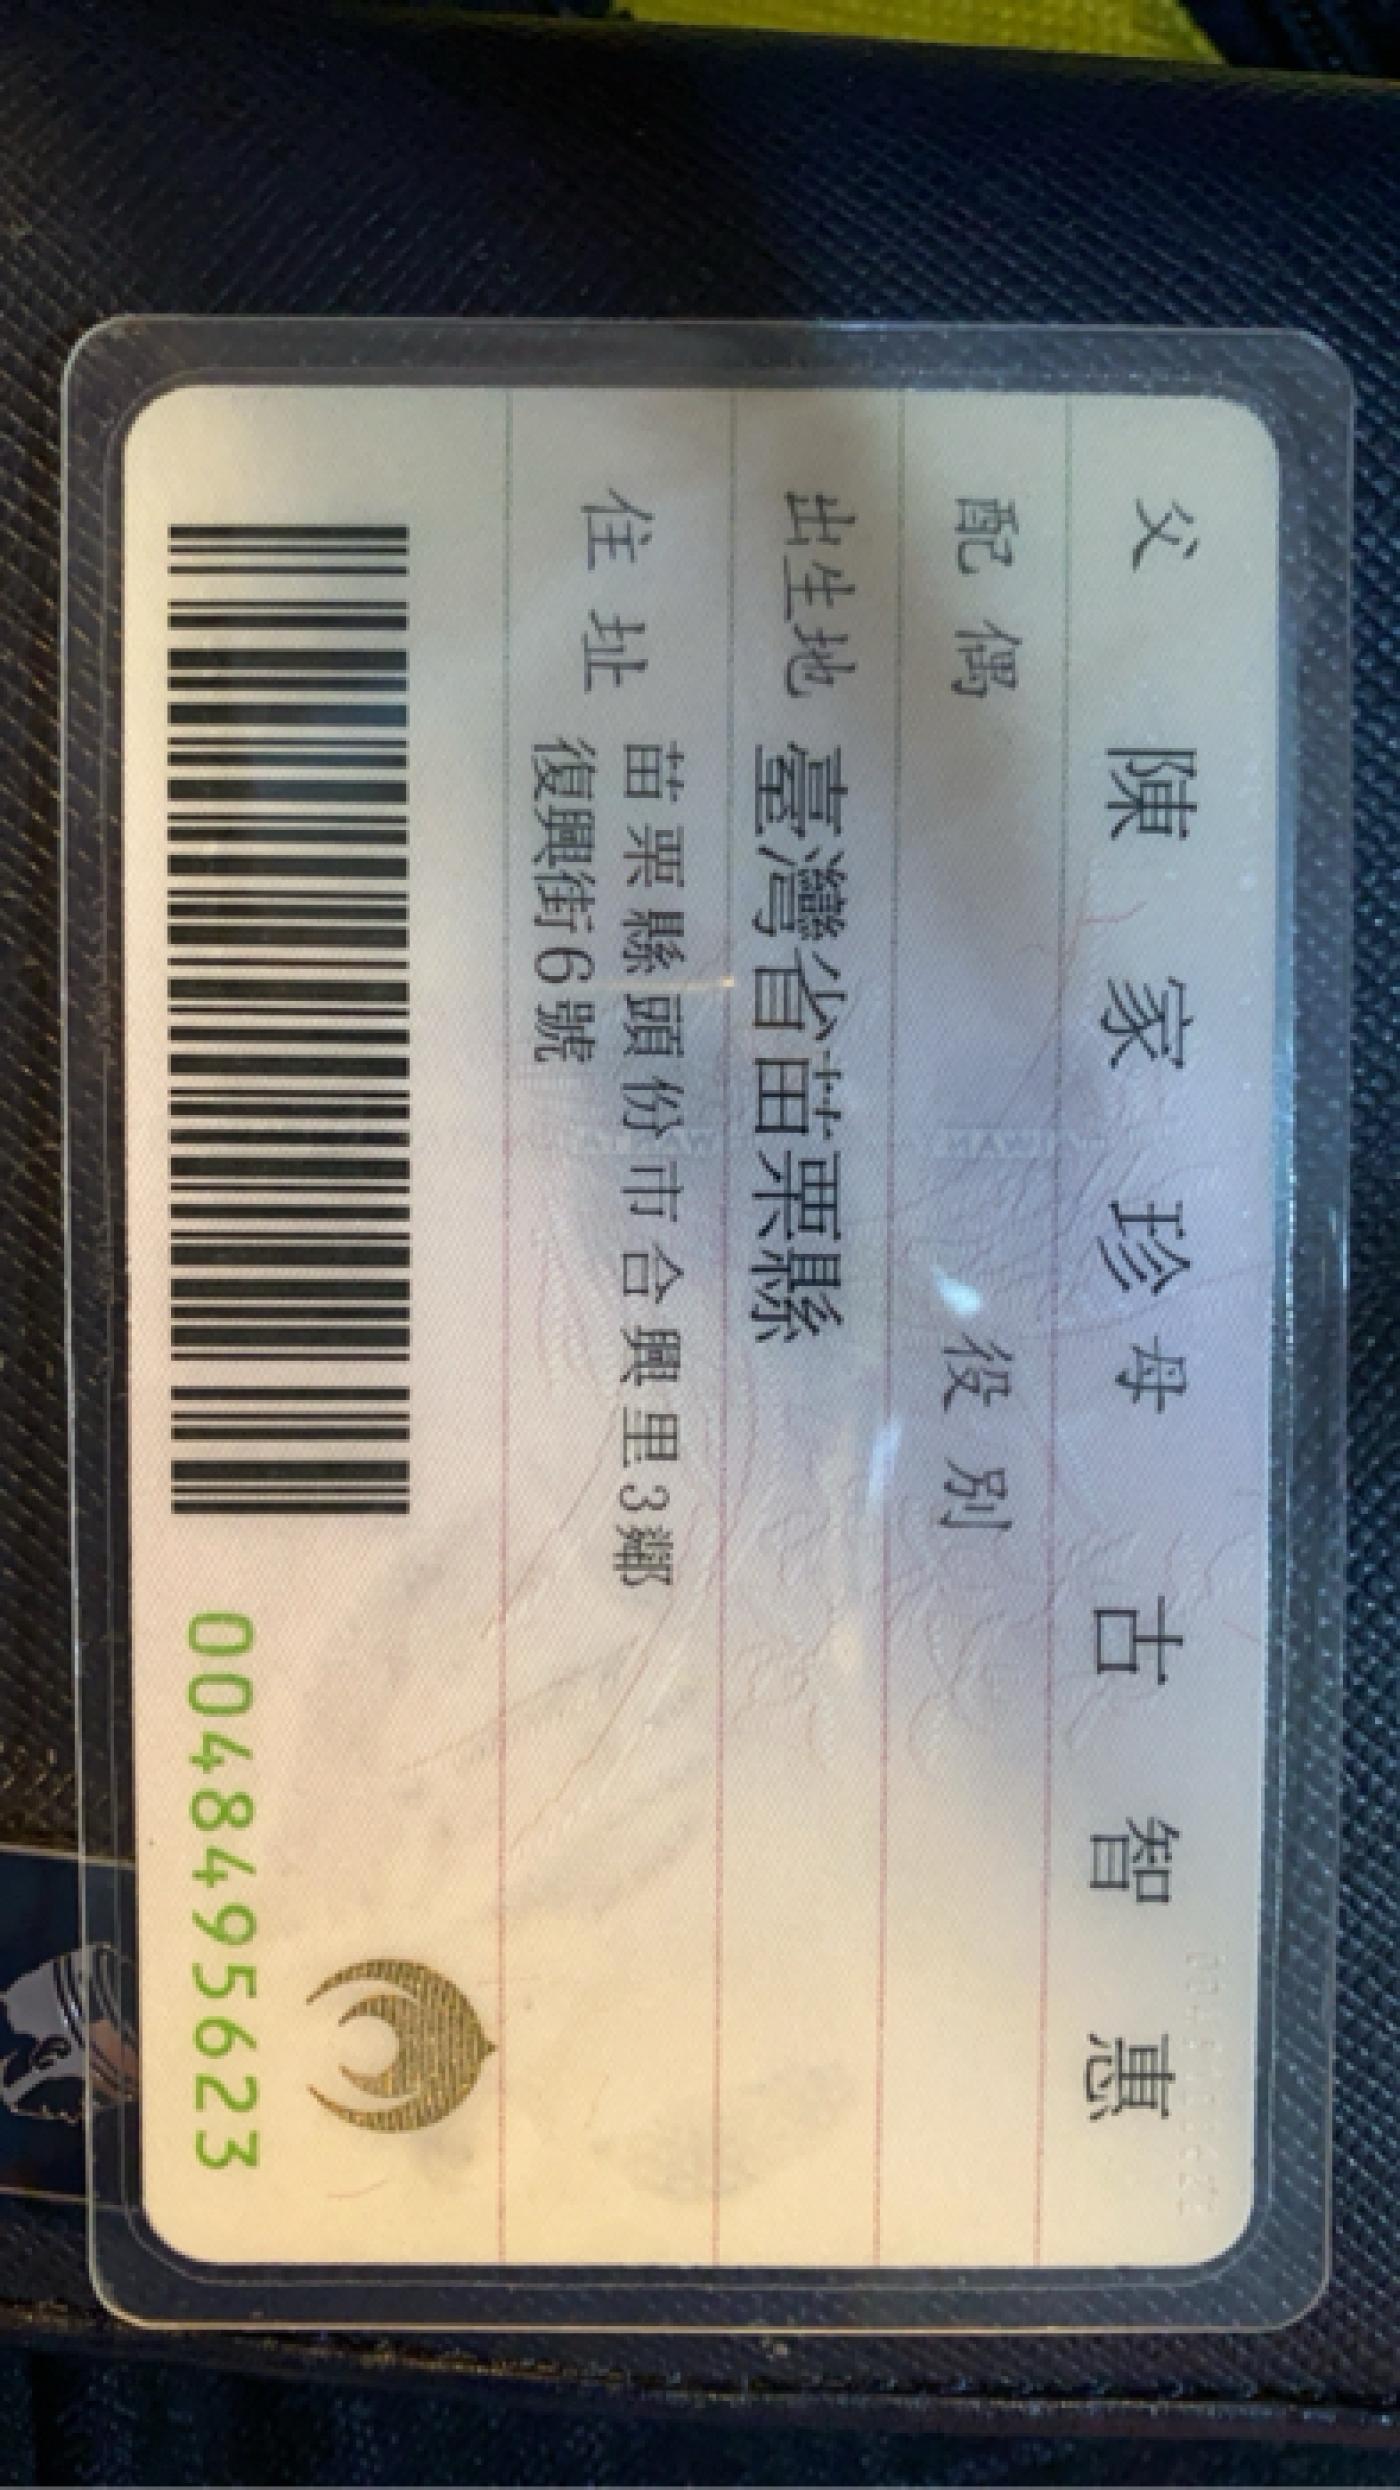 父 陳家珍 母 古智惠
配偶 役別
出生地 臺灣省苗栗縣
住址 苗栗縣頭份市合興里3鄰
復興街6號
0048495623